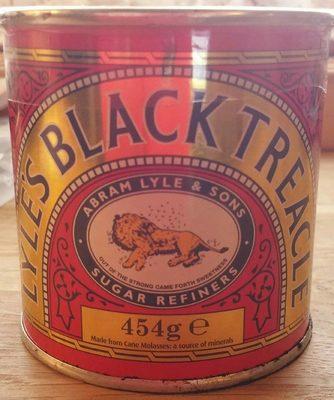 LYLE'S BLACK TREACLE
ABRAM LYLE & SONS
OUT OF THE STRONG CAME FORTH SWEETNESS
SUGAR REFINERS
454g ℮
Made from Cane Molasses: a source of minerals